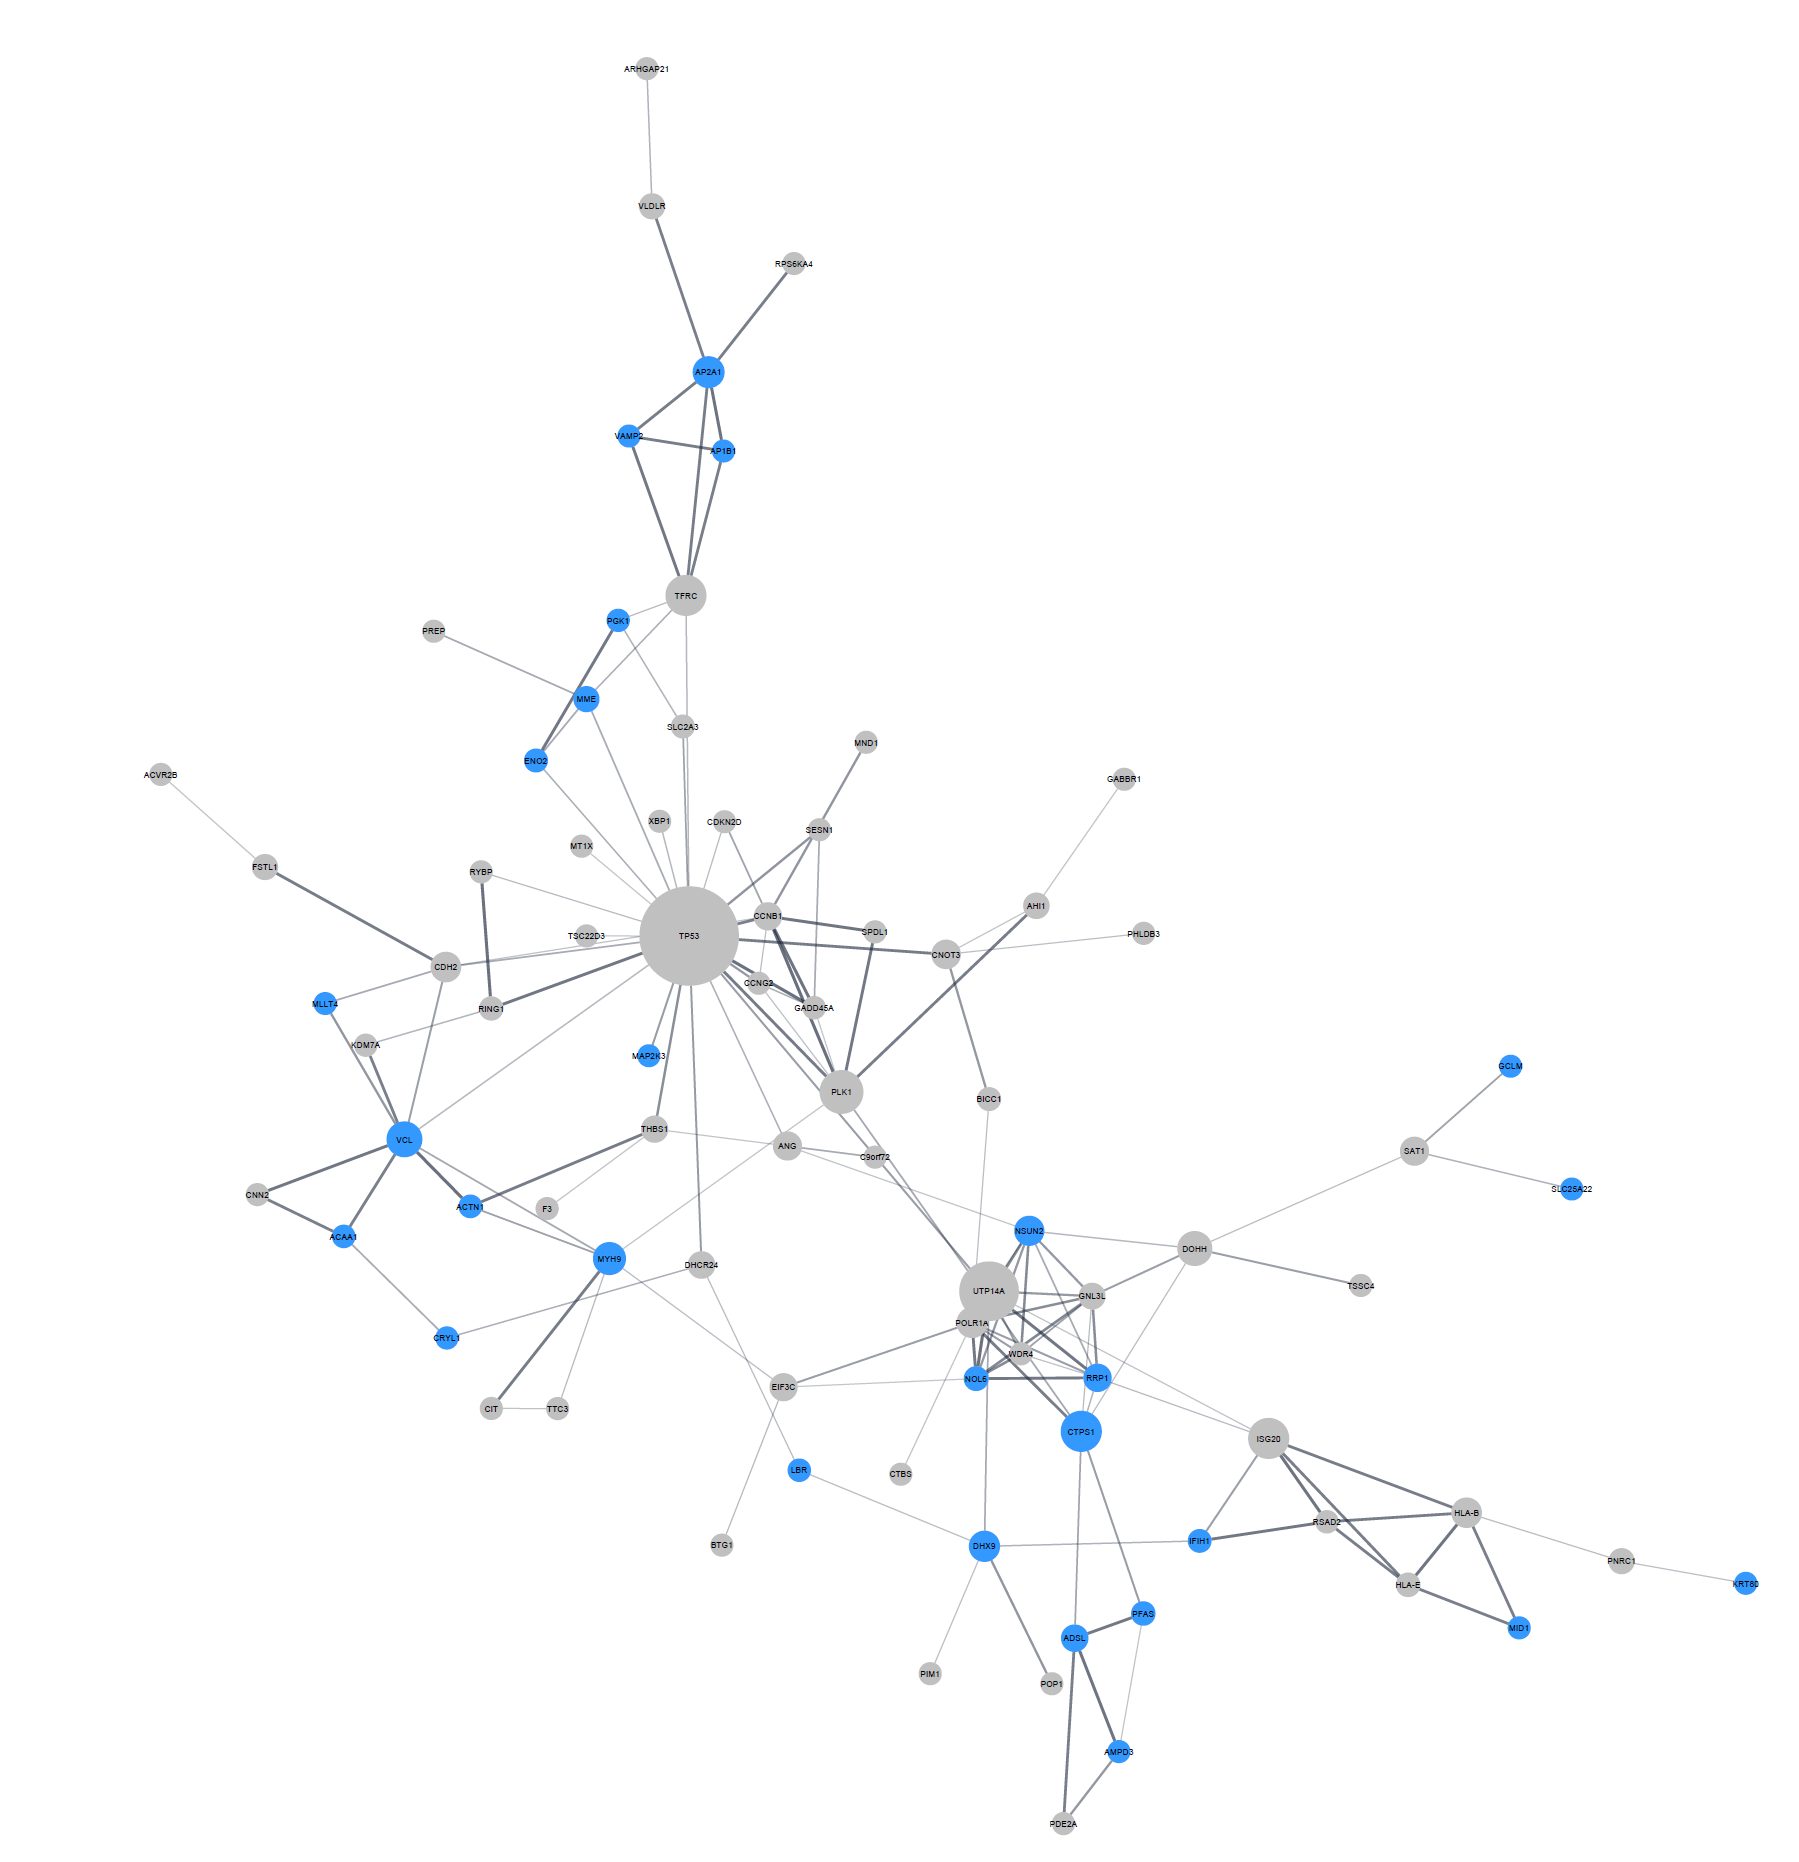 ARHGAP21
VLDLR
RPS6KA4
AP2A1
VAMP2
AP1B1
TFRC
PGK1
PREP
MME
SLC2A3
MND1
ENO2
ACVR2B
GABBR1
XBP1
CDKN2D
SESN1
MT1X
FSTL1
RYBP
AHI1
CCNB1
SPDL1
PHLDB3
TSC22D3
TP53
CNOT3
CDH2
CCNG2
MLLT4
RING1
GADD45A
KDM7A
MAP2K3
GCLM
PLK1
BICC1
THBS1
VCL
ANG
SAT1
C9orf72
SLC25A22
CNN2
ACTN1
F3
NSUN2
ACAA1
DOHH
MYH9
DHCR24
TSSC4
UTP14A
GNL3L
POLR1A
CRYL1
WDR4
NOL6
RRP1
EIF3C
CIT
TTC3
CTPS1
ISG20
LBR
CTBS
HLA-B
RSAD2
IFIH1
BTG1
DHX9
PNRC1
KRT80
HLA-E
PFAS
MID1
ADSL
PIM1
POP1
AMPD3
PDE2A